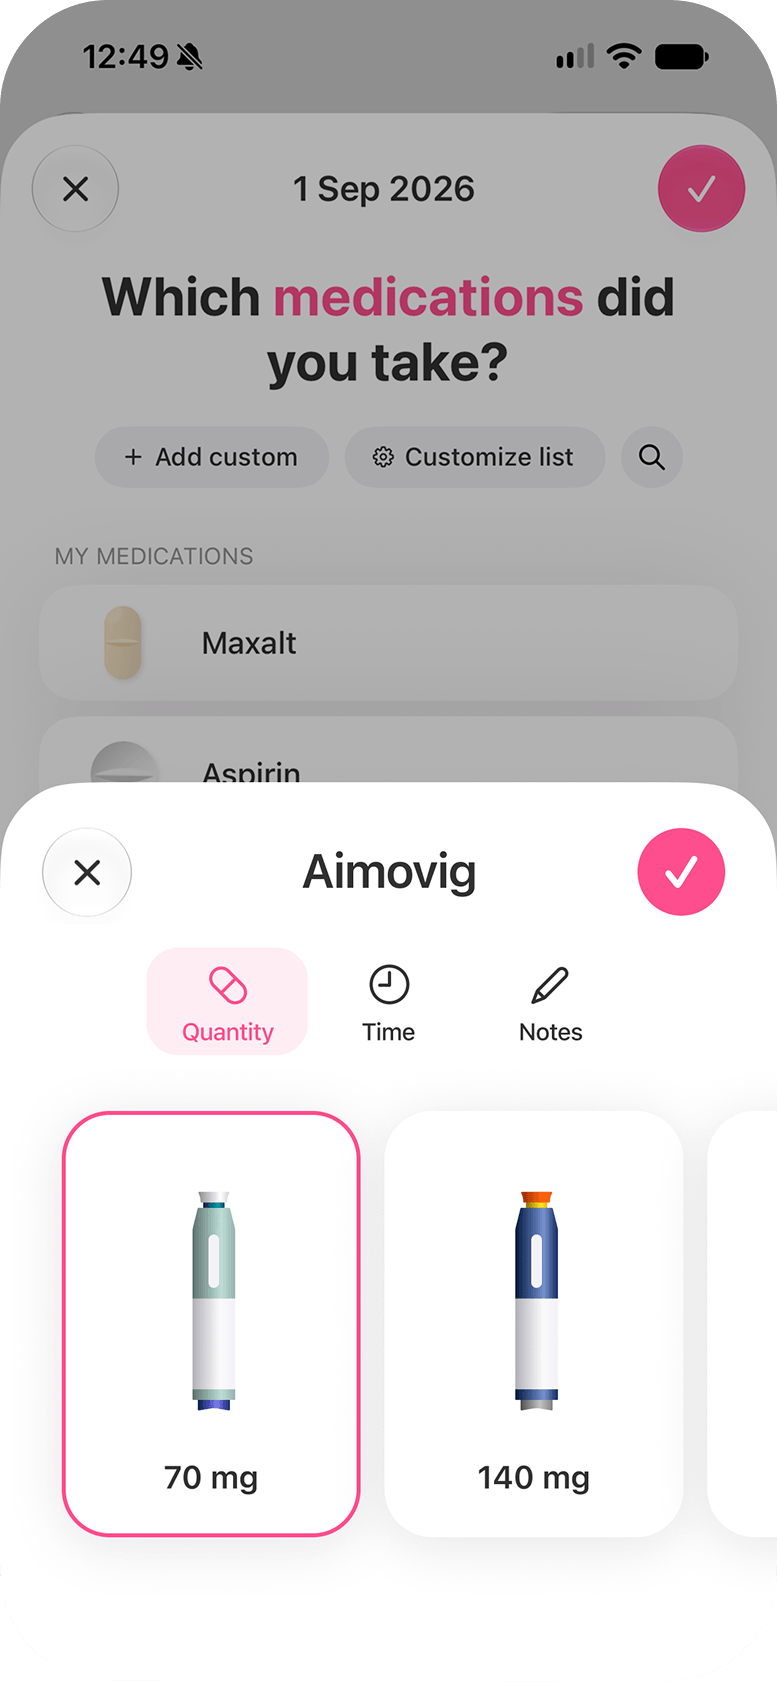 12:49
1 Sep 2026
Which medications did
you take?
+ Add custom
Customize list
MY MEDICATIONS
Maxalt
Aspirin
Aimovig
Quantity
Time
Notes
70 mg
140 mg